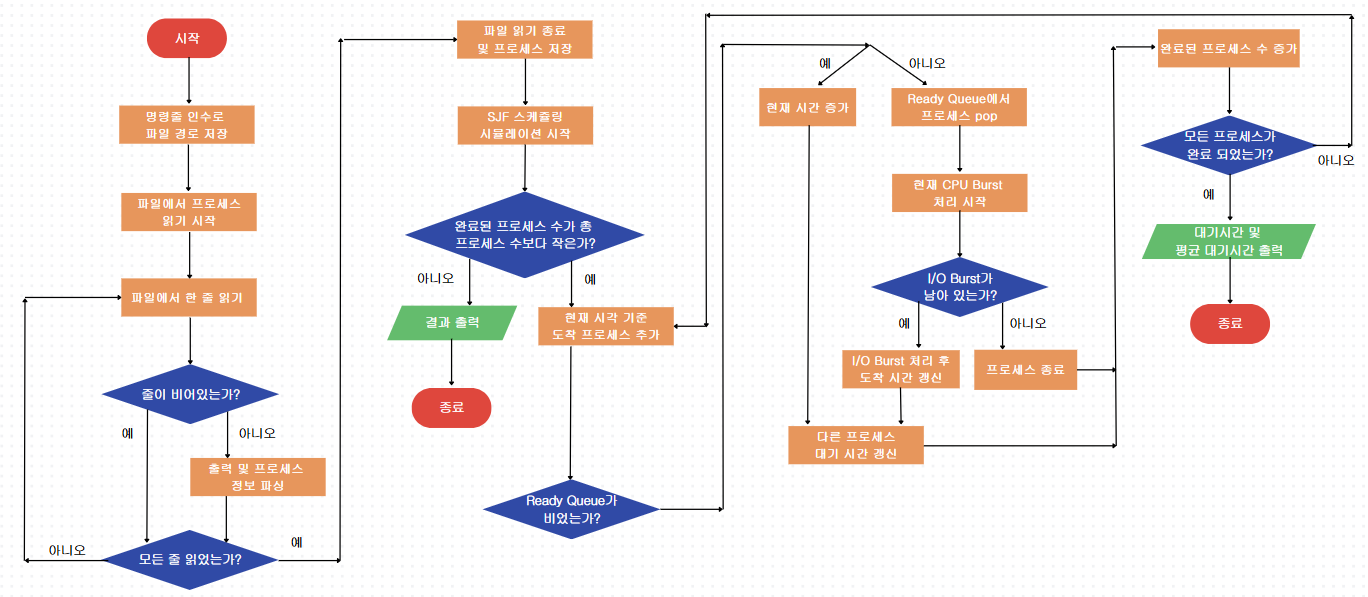 시작
명령줄 인수로
파일 경로 저장
파일에서 프로세스
읽기 시작
파일에서 한 줄 읽기
줄이 비어있는가?
예
아니오
출력 및 프로세스
정보 파싱
모든 줄 읽었는가?
아니오
예
파일 읽기 종료
및 프로세스 저장
SJF 스케줄링
시뮬레이션 시작
완료된 프로세스 수가 총
프로세스 수보다 작은가?
아니오
예
결과 출력
종료
현재 시각 기준
도착 프로세스 추가
Ready Queue가
비었는가?
예
아니오
현재 시간 증가
Ready Queue에서
프로세스 pop
현재 CPU Burst
처리 시작
I/O Burst가
남아 있는가?
예
아니오
I/O Burst 처리 후
도착 시간 갱신
프로세스 종료
다른 프로세스
대기 시간 갱신
완료된 프로세스 수 증가
모든 프로세스가
완료 되었는가?
아니오
예
대기시간 및
평균 대기시간 출력
종료